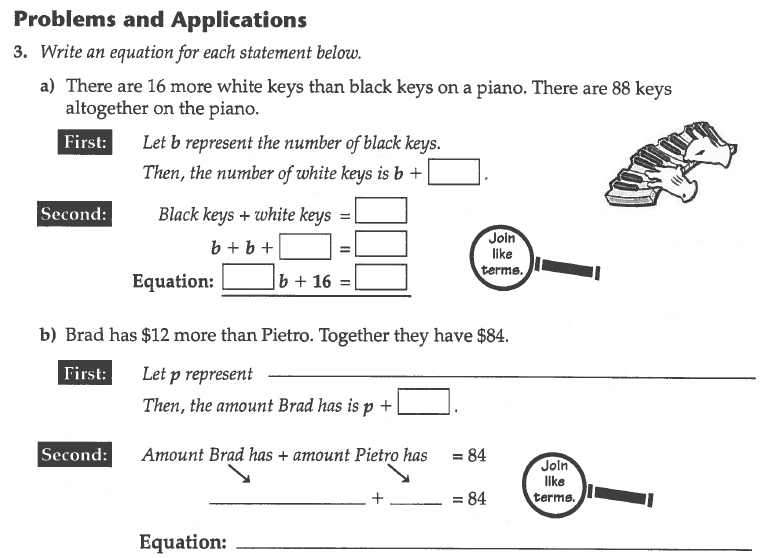 Problems and Applications
3. Write an equation for each statement below.
a) There are 16 more white keys than black keys on a piano. There are 88 keys
altogether on the piano.
First: Let b represent the number of black keys.
Then, the number of white keys is b + .
Second: Black keys + white keys =
b + b + =
Equation: b + 16 =
Join
like
terms.
b) Brad has $12 more than Pietro. Together they have $84.
First: Let p represent
Then, the amount Brad has is p + .
Second: Amount Brad has + amount Pietro has = 84
+ = 84
Join
like
terms.
Equation: